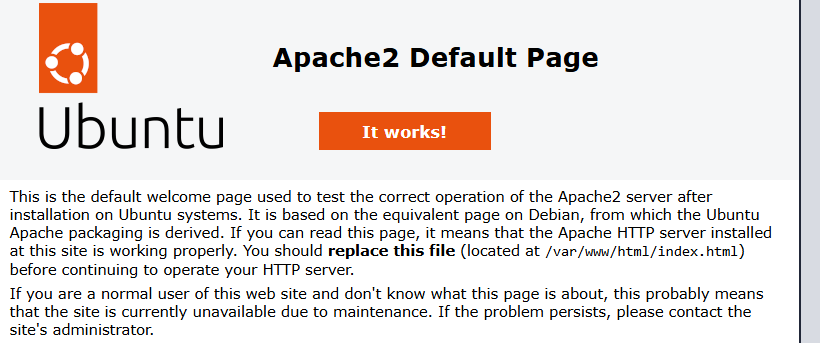 Apache2 Default Page
Ubuntu
It works!
This is the default welcome page used to test the correct operation of the Apache2 server after
installation on Ubuntu systems. It is based on the equivalent page on Debian, from which the Ubuntu
Apache packaging is derived. If you can read this page, it means that the Apache HTTP server installed
at this site is working properly. You should replace this file (located at /var/www/html/index.html)
before continuing to operate your HTTP server.
If you are a normal user of this web site and don't know what this page is about, this probably means
that the site is currently unavailable due to maintenance. If the problem persists, please contact the
site's administrator.